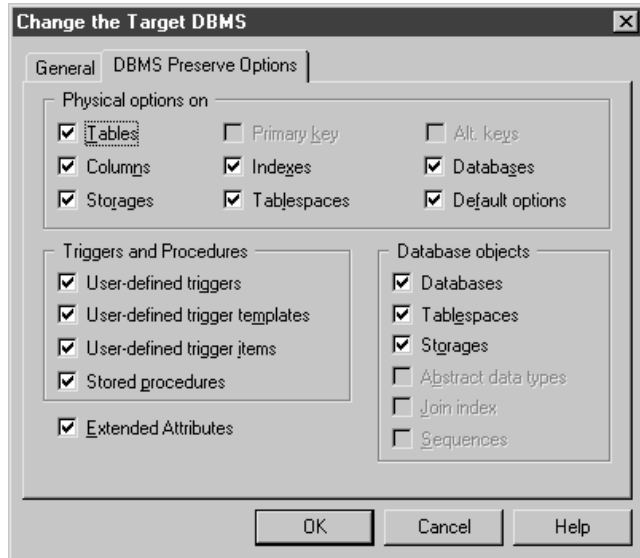 Change the Target DBMS
General DBMS Preserve Options
Physical options on
Tables Primary key Alt. keys
Columns Indexes Databases
Storages Tablespaces Default options
Triggers and Procedures
User-defined triggers
User-defined trigger templates
User-defined trigger items
Stored procedures
Extended Attributes
Database objects
Databases
Tablespaces
Storages
Abstract data types
Join index
Sequences
OK Cancel Help